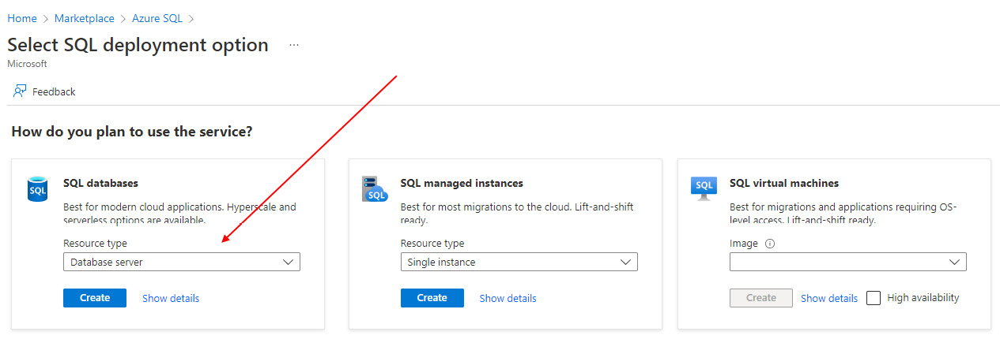 Home > Marketplace > Azure SQL >
Select SQL deployment option ...
Microsoft
Feedback
How do you plan to use the service?
SQL
SQL databases
Best for modern cloud applications. Hyperscale and
serverless options are available.
Resource type
Database server
Create Show details
SQL
SQL managed instances
Best for most migrations to the cloud. Lift-and-shift
ready.
Resource type
Single instance
Create Show details
SQL
SQL virtual machines
Best for migrations and applications requiring OS-
level access. Lift-and-shift ready.
Image
Create Show details High availability